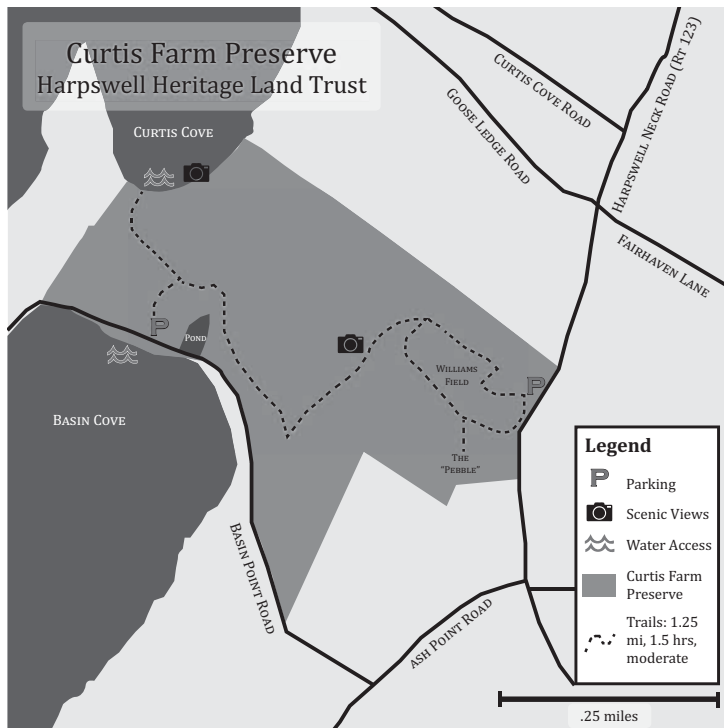 Curtis Farm Preserve
Harpswell Heritage Land Trust
Curtis Cove
Curtis Cove Road
Goose Ledge Road
Harpswell Neck Road (Rt 123)
Fairhaven Lane
P
Pond
Williams
Field
P
Basin Cove
The
"Pebble"
Basin Point Road
Ash Point Road
Legend
P Parking
Scenic Views
Water Access
Curtis Farm
Preserve
Trails: 1.25
mi, 1.5 hrs,
moderate
.25 miles